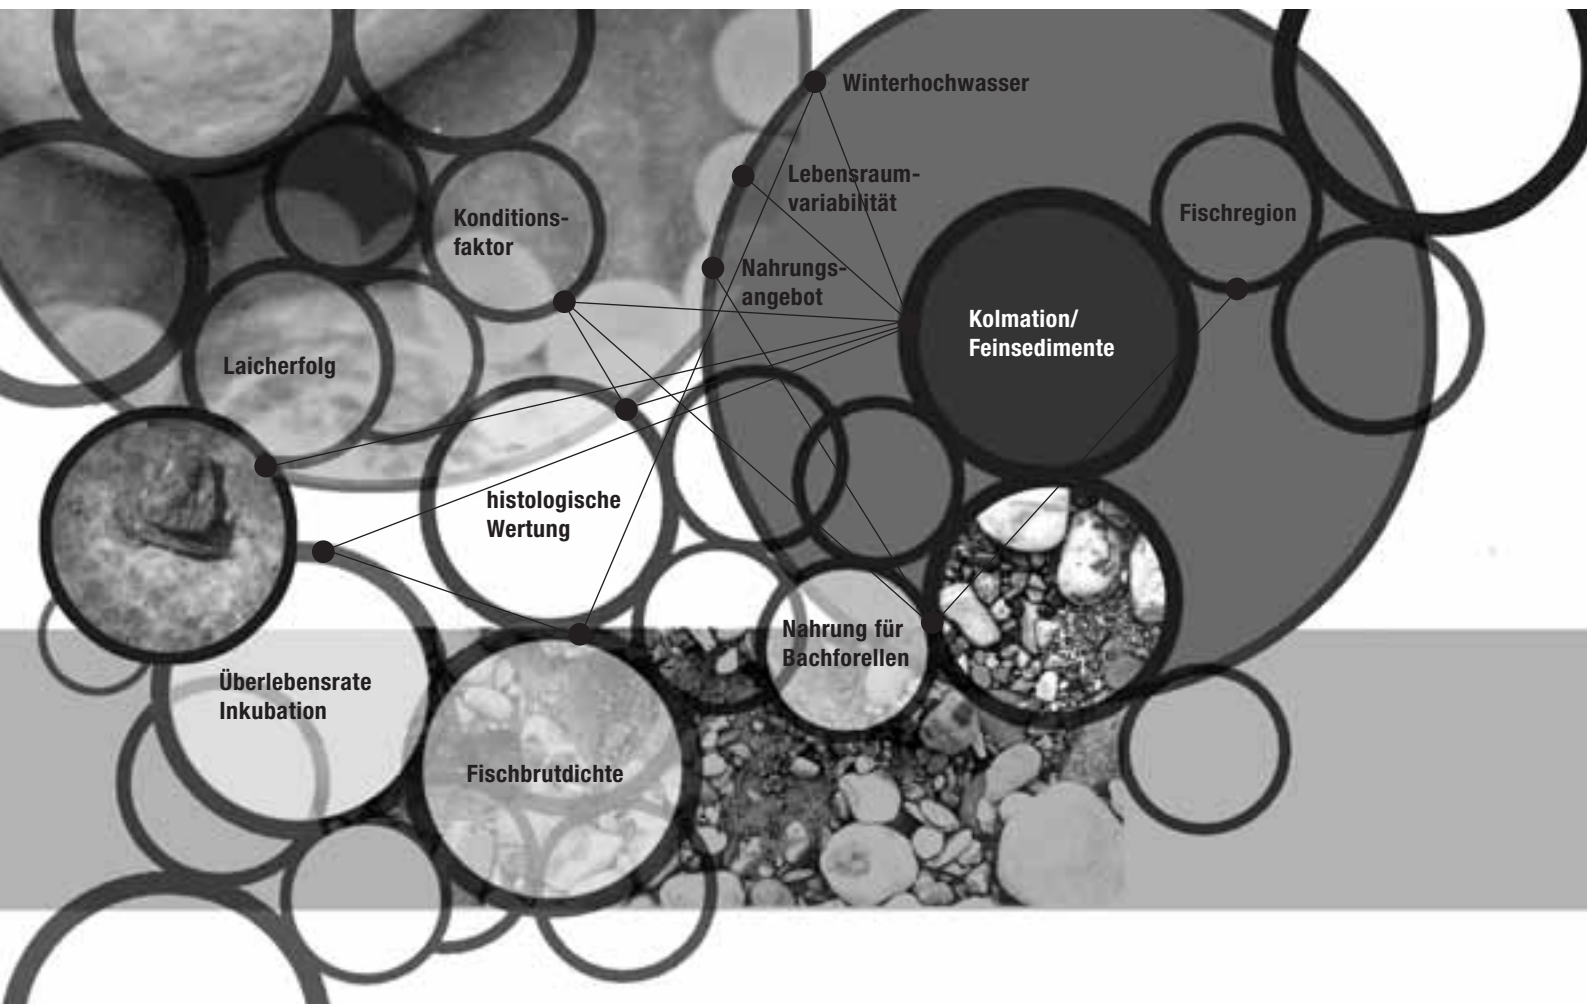 Winterhochwasser
Lebensraum-
variabilität
Fischregion
Konditions-
faktor
Nahrungs-
angebot
Kolmation/
Feinsedimente
Laicherfolg
histologische
Wertung
Nahrung für
Bachforellen
Überlebensrate
Inkubation
Fischbrutdichte